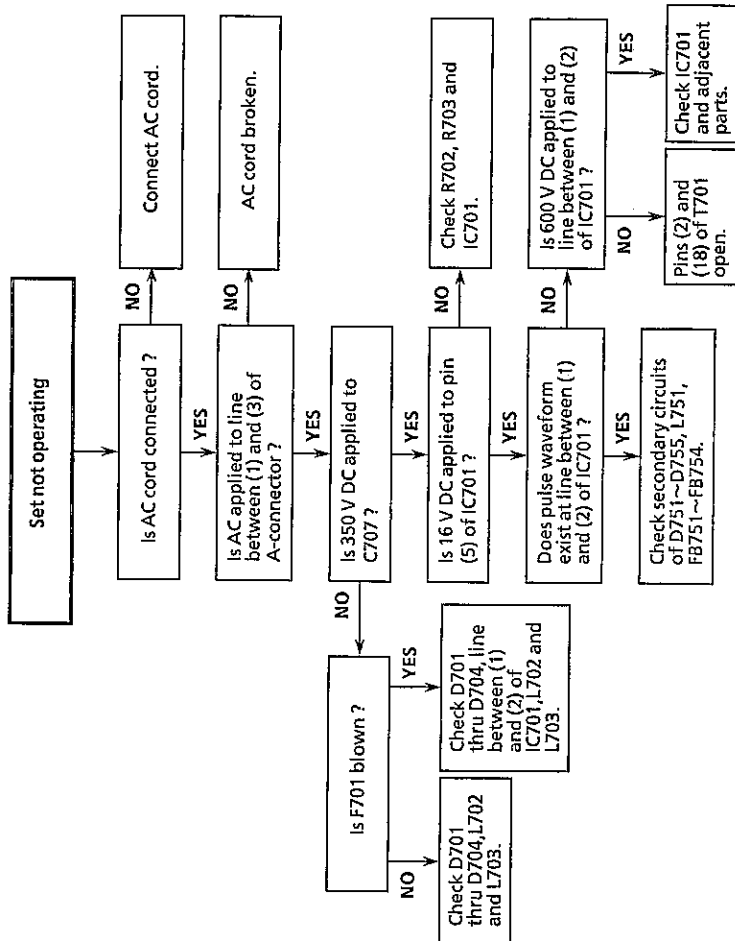 Set not operating
Is AC cord connected ?
NO
Connect AC cord.
YES
Is AC applied to line
between (1) and (3) of
A-connector ?
NO
AC cord broken.
YES
Is 350 V DC applied to
C707 ?
NO
Is F701 blown ?
NO
Check D701
thru D704,L702
and L703.
YES
Check D701
thru D704, line
between (1)
and (2) of
IC701,L702 and
L703.
YES
Is 16 V DC applied to pin
(5) of IC701 ?
NO
Check R702, R703 and
IC701.
YES
Does pulse waveform
exist at line between (1)
and (2) of IC701 ?
NO
Is 600 V DC applied to
line between (1) and (2)
of IC701 ?
NO
Pins (2) and
(18) of T701
open.
YES
Check IC701
and adjacent
parts.
YES
Check secondary circuits
of D751~D755, L751,
FB751~FB754.